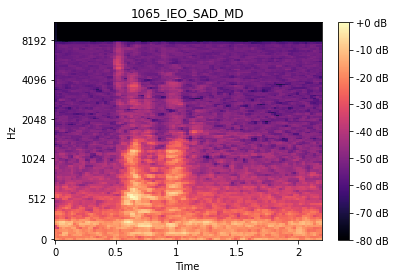 1065_IEO_SAD_MD
+0 dB
8192
-10 dB
4096
-20 dB
-30 dB
2048
Hz
-40 dB
1024
-50 dB
512
-60 dB
-70 dB
0
-80 dB
0 0.5 1 1.5 2
Time